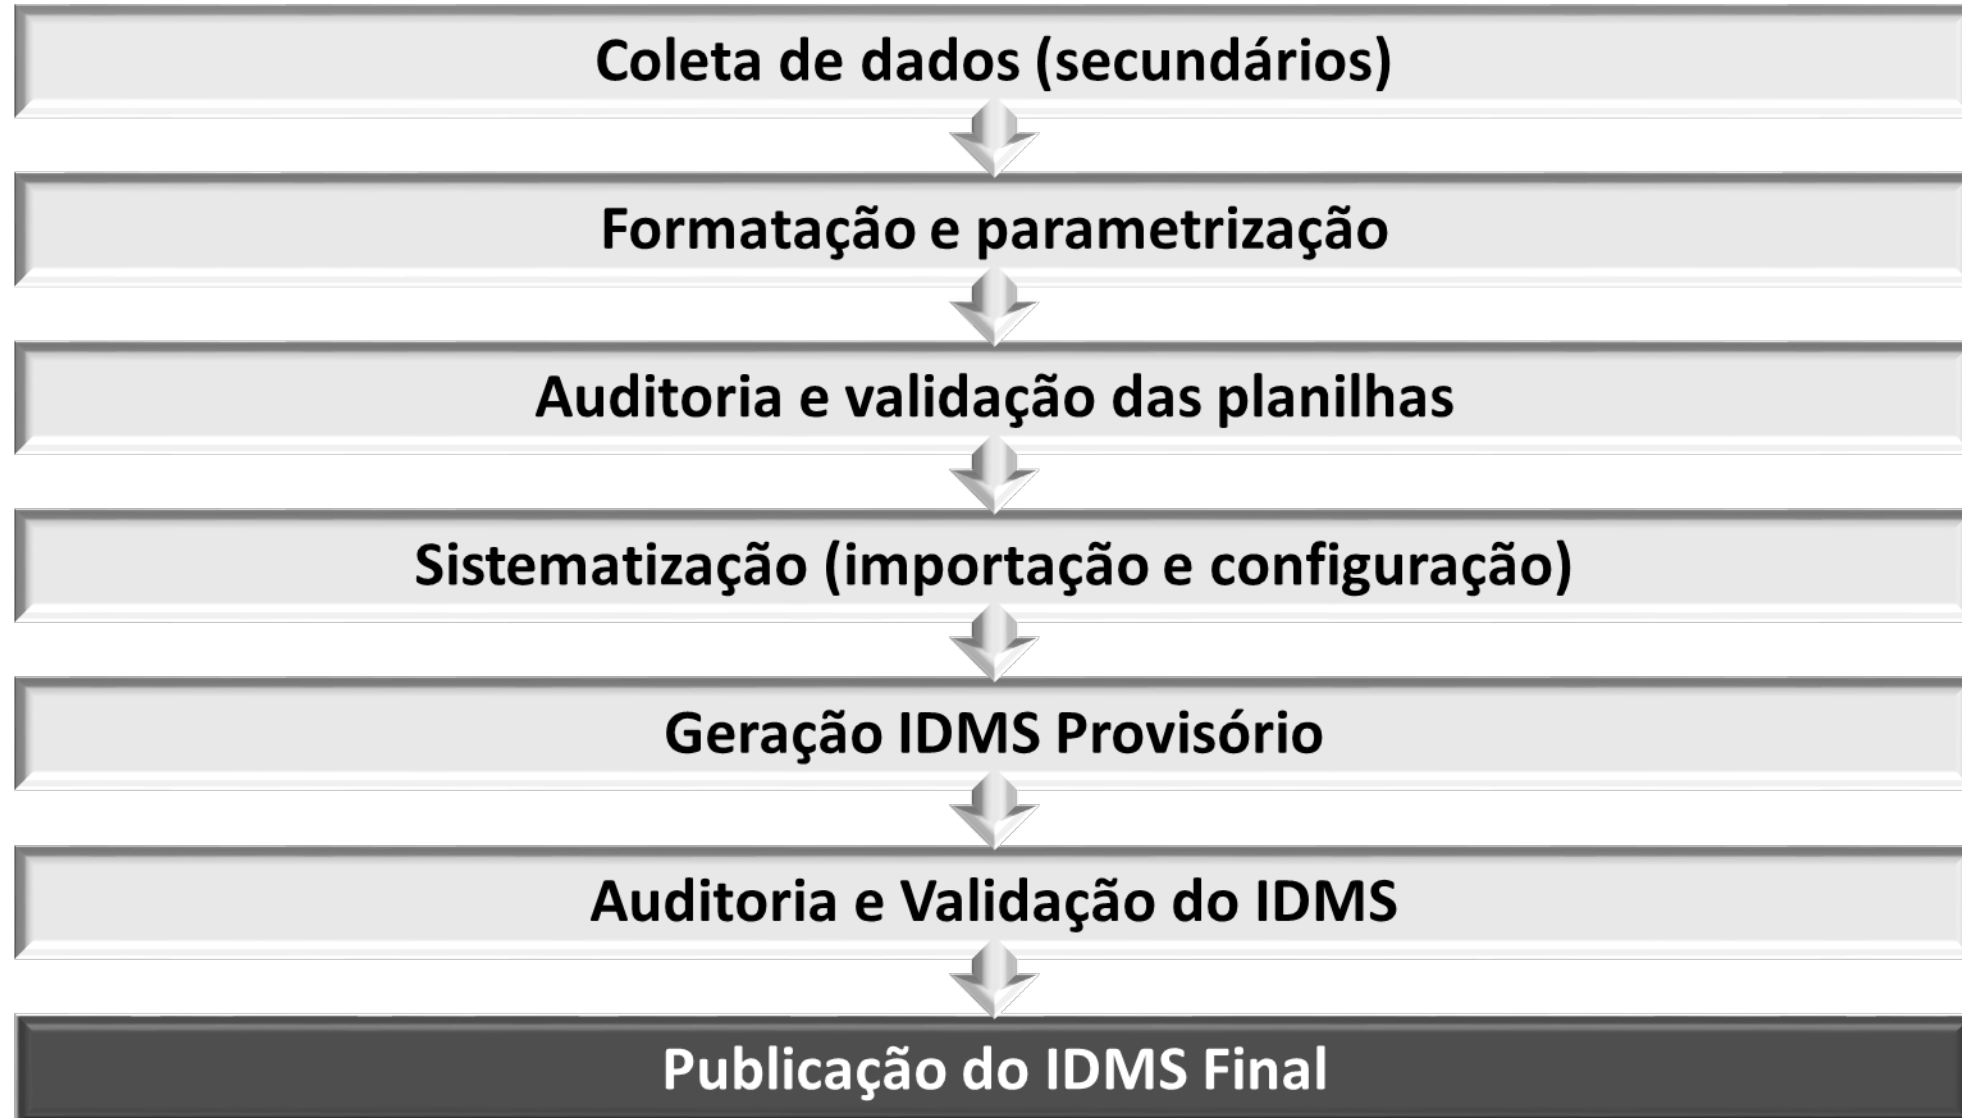 Coleta de dados (secundários)
Formatação e parametrização
Auditoria e validação das planilhas
Sistematização (importação e configuração)
Geração IDMS Provisório
Auditoria e Validação do IDMS
Publicação do IDMS Final